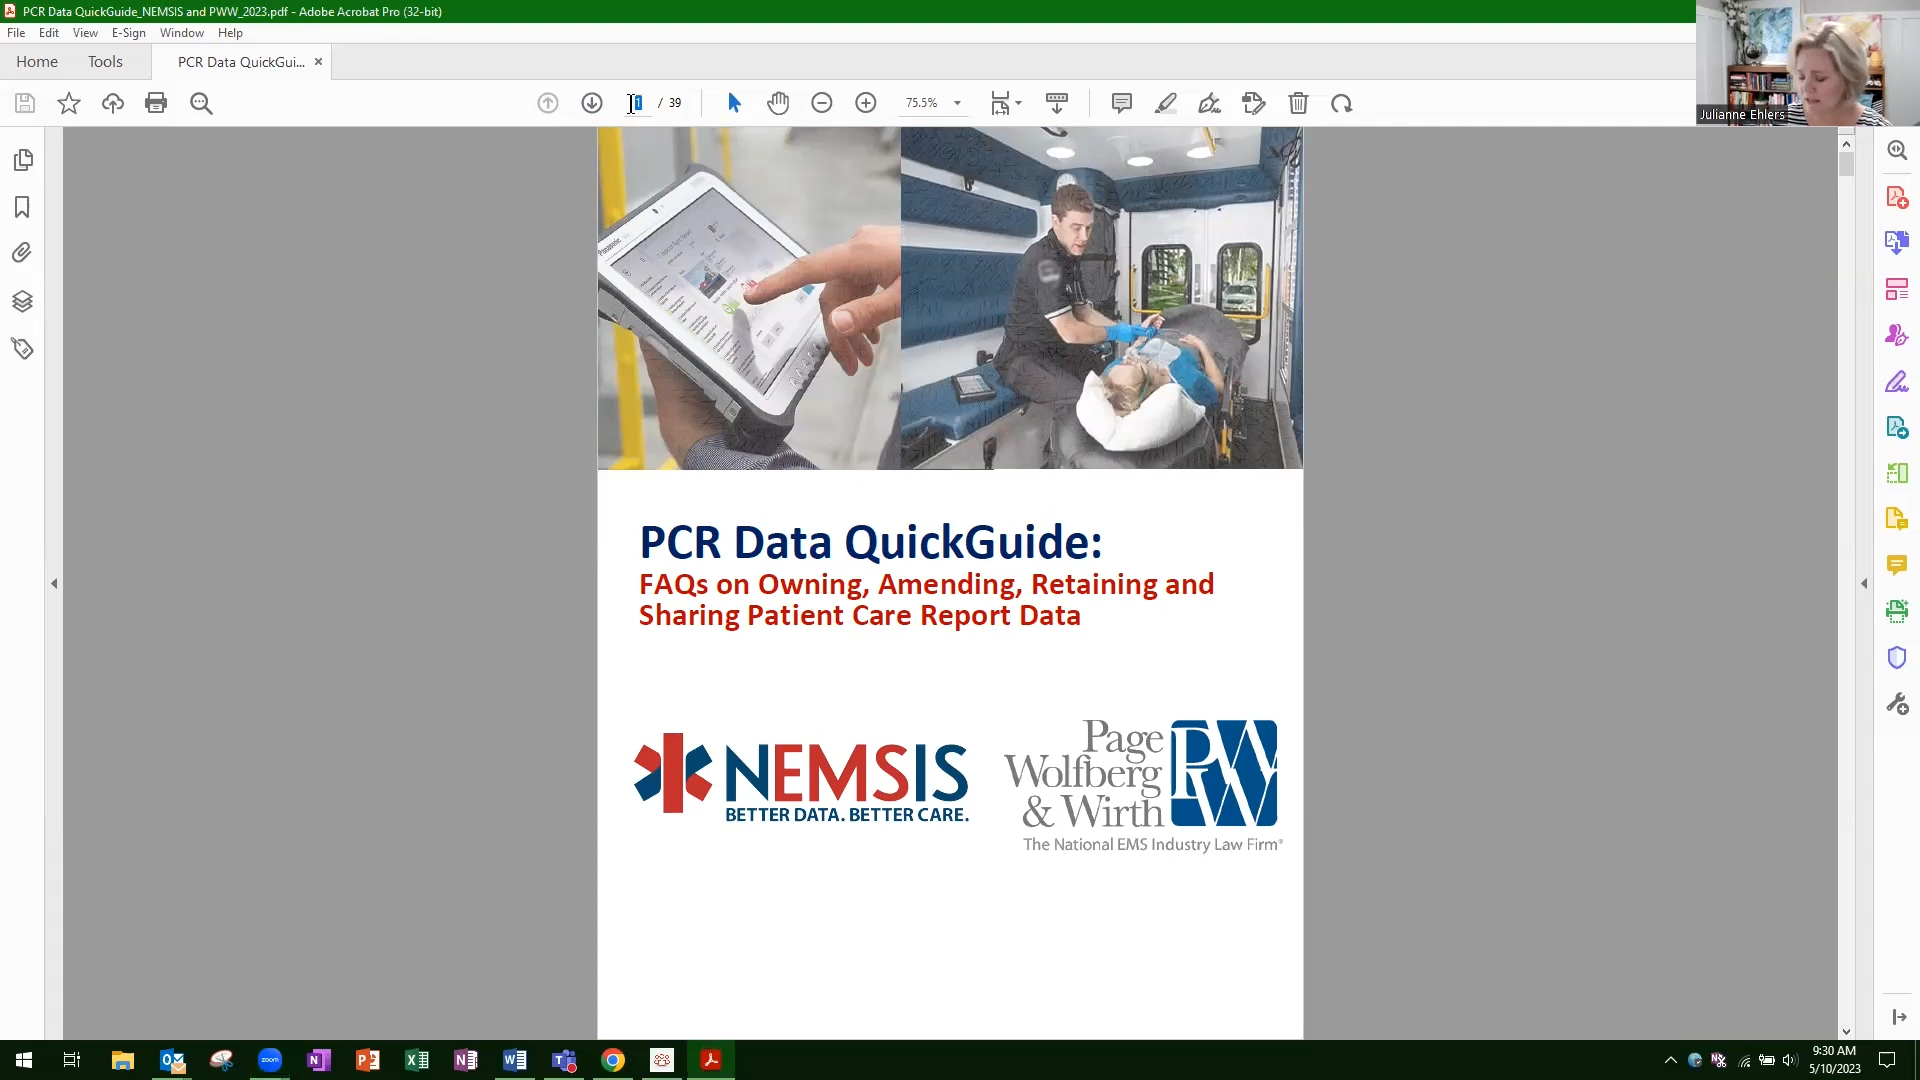 PCR Data QuickGuide_NEMSIS and PWW_2023.pdf - Adobe Acrobat Pro (32-bit)
File Edit View E-Sign Window Help
Home Tools PCR Data QuickGui... ×
1 / 39 75.5%
Julianne Ehlers
Panasonic
PCR Data QuickGuide:
FAQs on Owning, Amending, Retaining and
Sharing Patient Care Report Data
NEMSIS
BETTER DATA. BETTER CARE.
Page
Wolfberg
& Wirth
PWW
The National EMS Industry Law Firm®
zoom
9:30 AM
5/10/2023